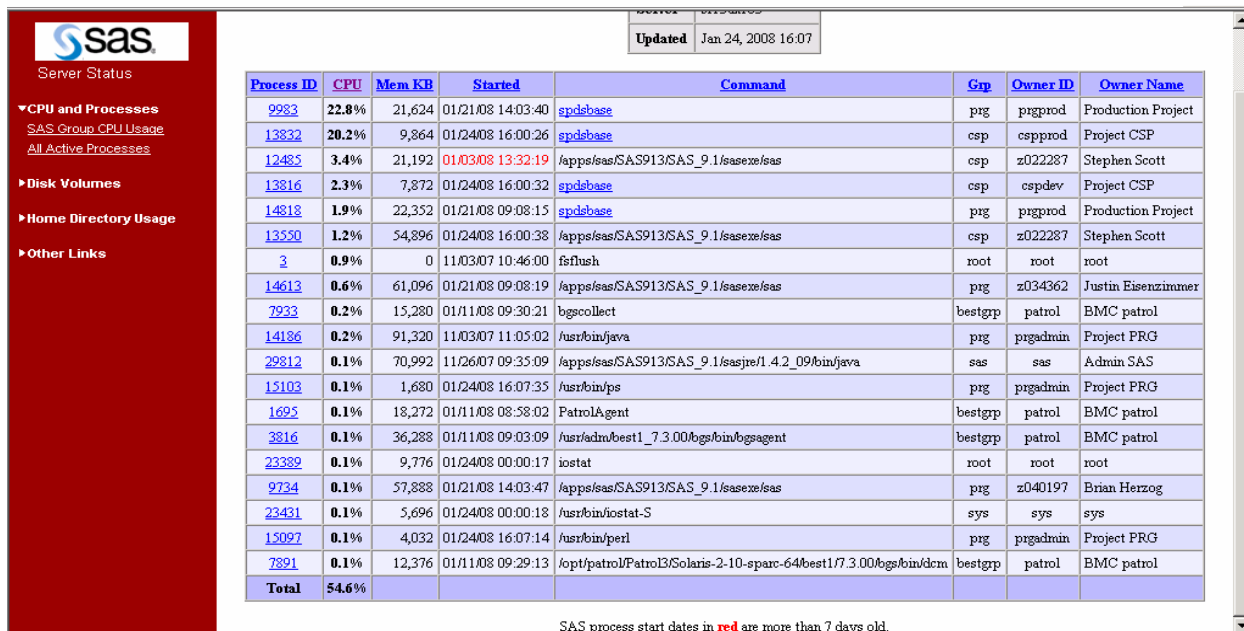 sas.
Server Status
CPU and Processes
SAS Group CPU Usage
All Active Processes
Disk Volumes
Home Directory Usage
Other Links
Updated Jan 24, 2008 16:07
Process ID CPU Mem KB Started Command Grp Owner ID Owner Name
9983 22.8% 21,624 01/21/08 14:03:40 spdsbase prg prgprod Production Project
13832 20.2% 9,864 01/24/08 16:00:26 spdsbase csp cspprod Project CSP
12485 3.4% 21,192 01/03/08 13:32:19 /apps/sas/SAS913/SAS_9.1/sasexe/sas csp z022287 Stephen Scott
13816 2.3% 7,872 01/24/08 16:00:32 spdsbase csp cspdev Project CSP
14818 1.9% 22,352 01/21/08 09:08:15 spdsbase prg prgprod Production Project
13550 1.2% 54,896 01/24/08 16:00:38 /apps/sas/SAS913/SAS_9.1/sasexe/sas csp z022287 Stephen Scott
3 0.9% 0 11/03/07 10:46:00 fsflush root root root
14613 0.6% 61,096 01/21/08 09:08:19 /apps/sas/SAS913/SAS_9.1/sasexe/sas prg z034362 Justin Eisenzimmer
7933 0.2% 15,280 01/11/08 09:30:21 bgscollect bestgrp patrol BMC patrol
14186 0.2% 91,320 11/03/07 11:05:02 /usr/bin/java prg prgadmin Project PRG
29812 0.1% 70,992 11/26/07 09:35:09 /apps/sas/SAS913/SAS_9.1/sasjre/1.4.2_09/bin/java sas sas Admin SAS
15103 0.1% 1,680 01/24/08 16:07:35 /usr/bin/ps prg prgadmin Project PRG
1695 0.1% 18,272 01/11/08 08:58:02 PatrolAgent bestgrp patrol BMC patrol
3816 0.1% 36,288 01/11/08 09:03:09 /usr/adm/best1_7.3.00/bgs/bin/bgsagent bestgrp patrol BMC patrol
23389 0.1% 9,776 01/24/08 00:00:17 iostat root root root
9734 0.1% 57,888 01/21/08 14:03:47 /apps/sas/SAS913/SAS_9.1/sasexe/sas prg z040197 Brian Herzog
23431 0.1% 5,696 01/24/08 00:00:18 /usr/bin/iostat-S sys sys sys
15097 0.1% 4,032 01/24/08 16:07:14 /usr/bin/perl prg prgadmin Project PRG
7891 0.1% 12,376 01/11/08 09:29:13 /opt/patrol/Patrol3/Solaris-2-10-sparc-64/best1/7.3.00/bgs/bin/dcm bestgrp patrol BMC patrol
Total 54.6%
SAS process start dates in red are more than 7 days old.